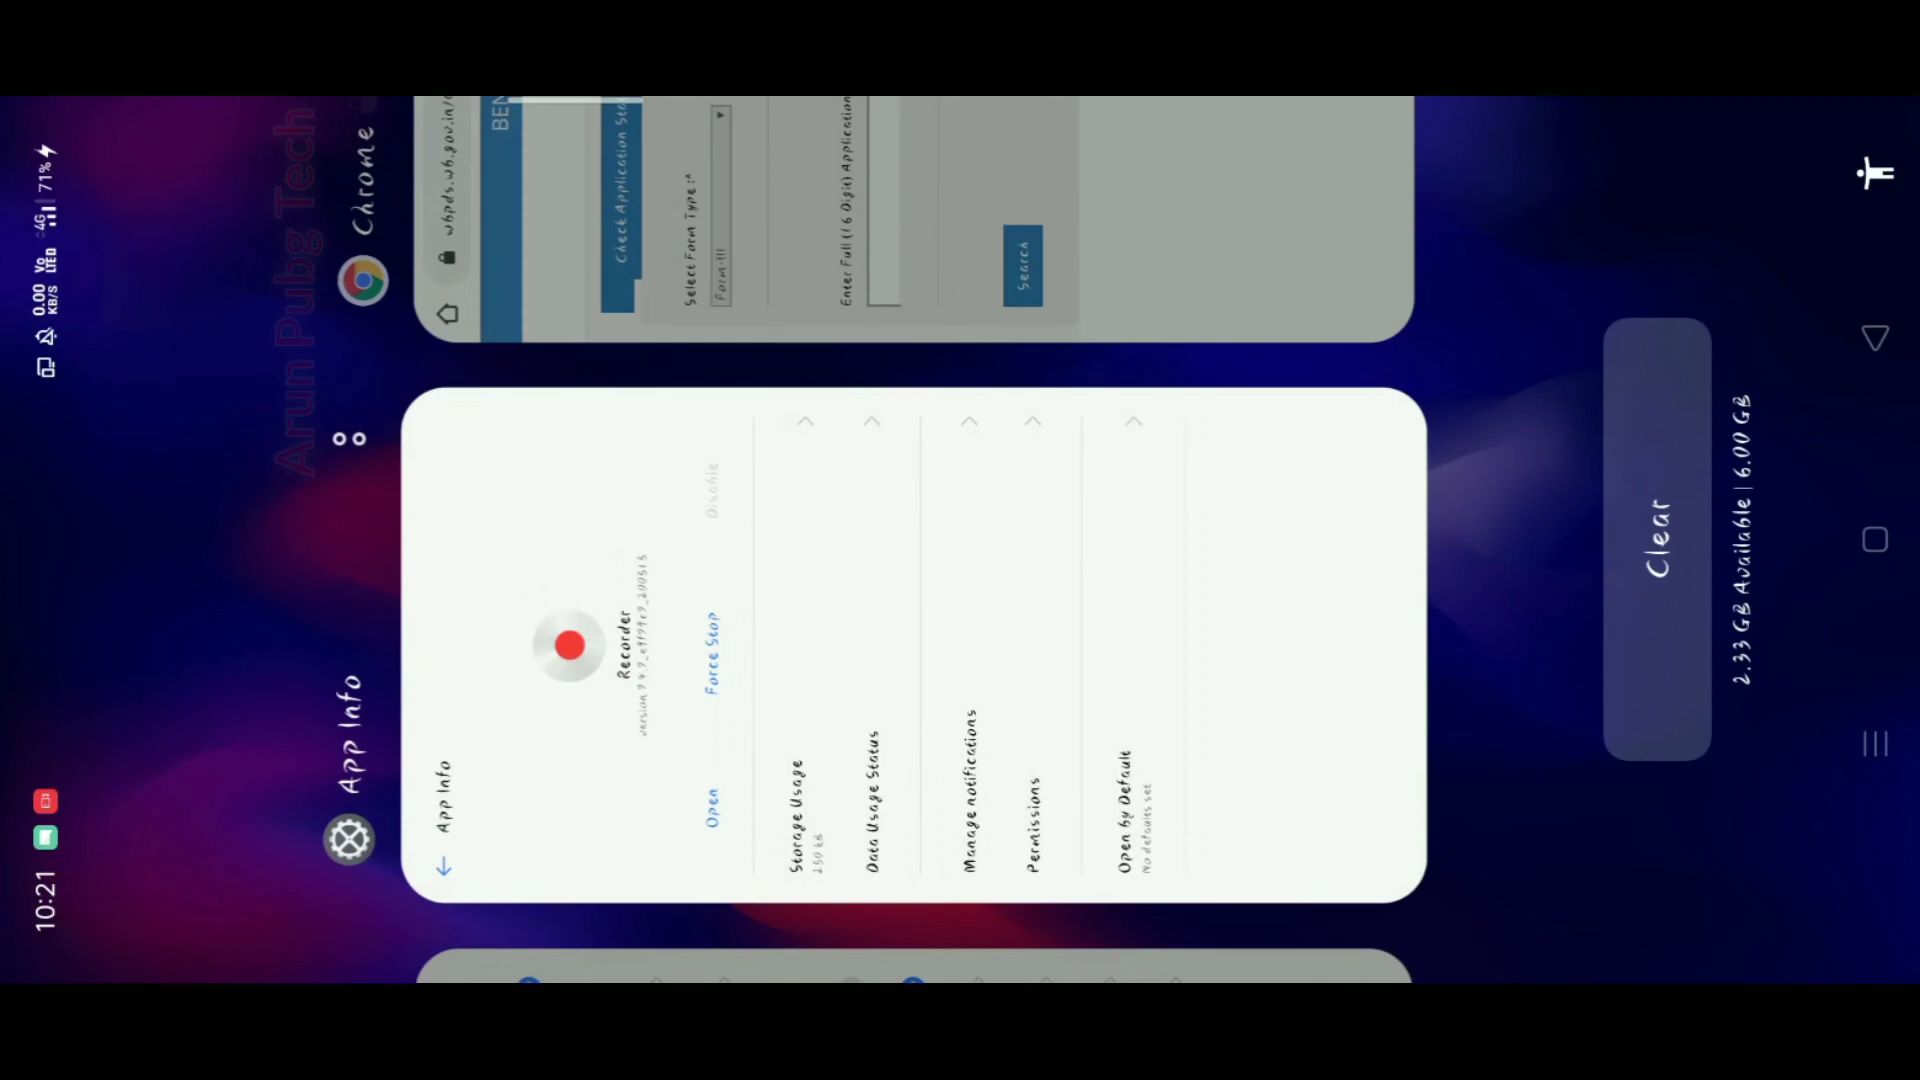 10:21
0.00 KB/S
Vo LTED
4G
71%
Arun Pubg Tech
App Info
App Info
Recorder
Open
Force Stop
Disable
Storage Usage
250 kB
Data Usage Status
Manage notifications
Permissions
Open by Default
No defaults set
Chrome
wbpds.wb.gov.in/
BEN
Check Application Sta
Select Form Type :*
Form-III
Enter Full (16 Digit) Application
Search
Clear
2.33 GB Available | 6.00 GB